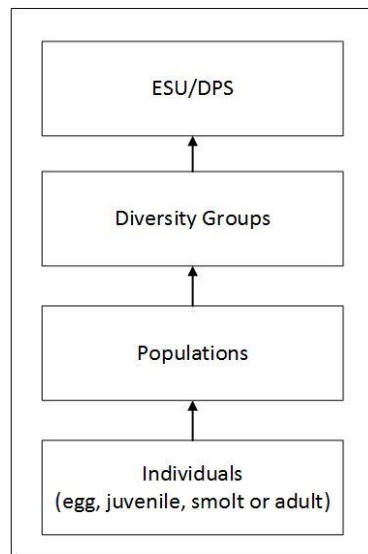 ESU/DPS
Diversity Groups
Populations
Individuals
(egg, juvenile, smolt or adult)